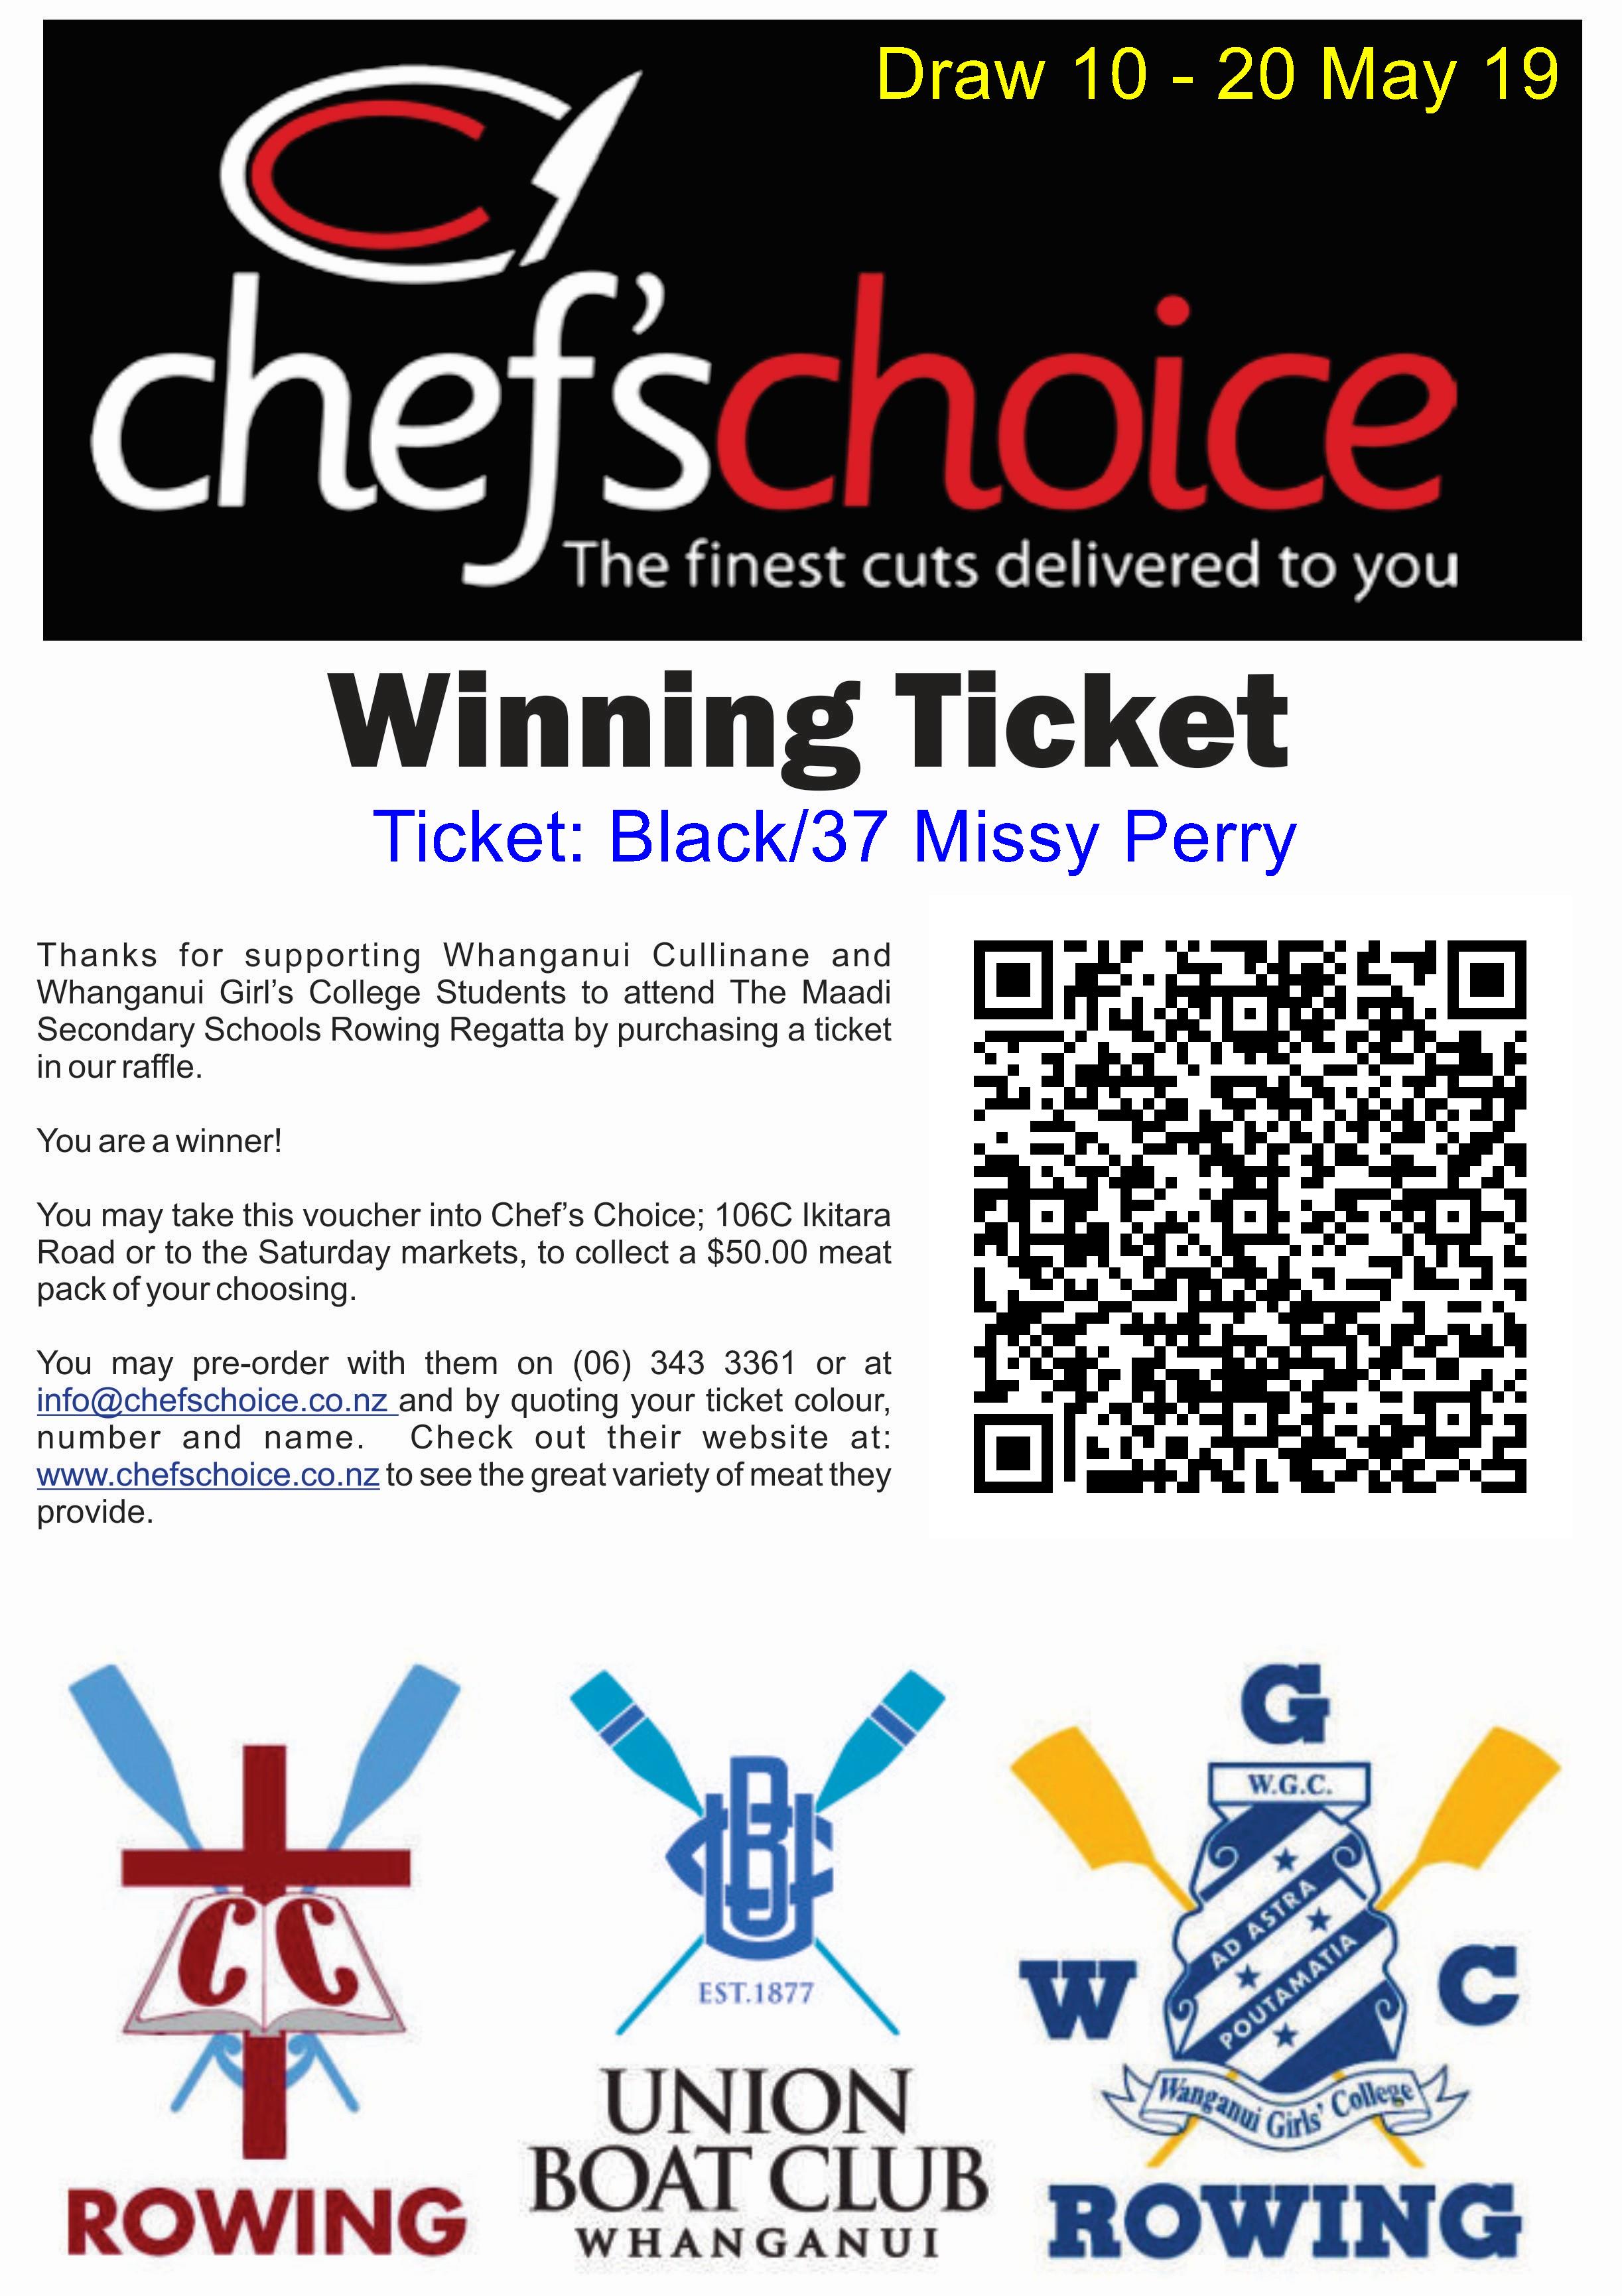 Draw 10 - 20 May 19
chef'schoice
The finest cuts delivered to you
Winning Ticket
Ticket: Black/37 Missy Perry
Thanks for supporting Whanganui Cullinane and
Whanganui Girl's College Students to attend The Maadi
Secondary Schools Rowing Regatta by purchasing a ticket
in our raffle.
You are a winner!
You may take this voucher into Chef's Choice; 106C Ikitara
Road or to the Saturday markets, to collect a $50.00 meat
pack of your choosing.
You may pre-order with them on (06) 343 3361 or at
info@chefschoice.co.nz and by quoting your ticket colour,
number and name. Check out their website at:
www.chefschoice.co.nz to see the great variety of meat they
provide.
CC
ROWING
UBC
EST.1877
UNION
BOAT CLUB
WHANGANUI
G
W.G.C.
AD ASTRA
POUTAMATIA
W C
Wanganui Girls' College
ROWING